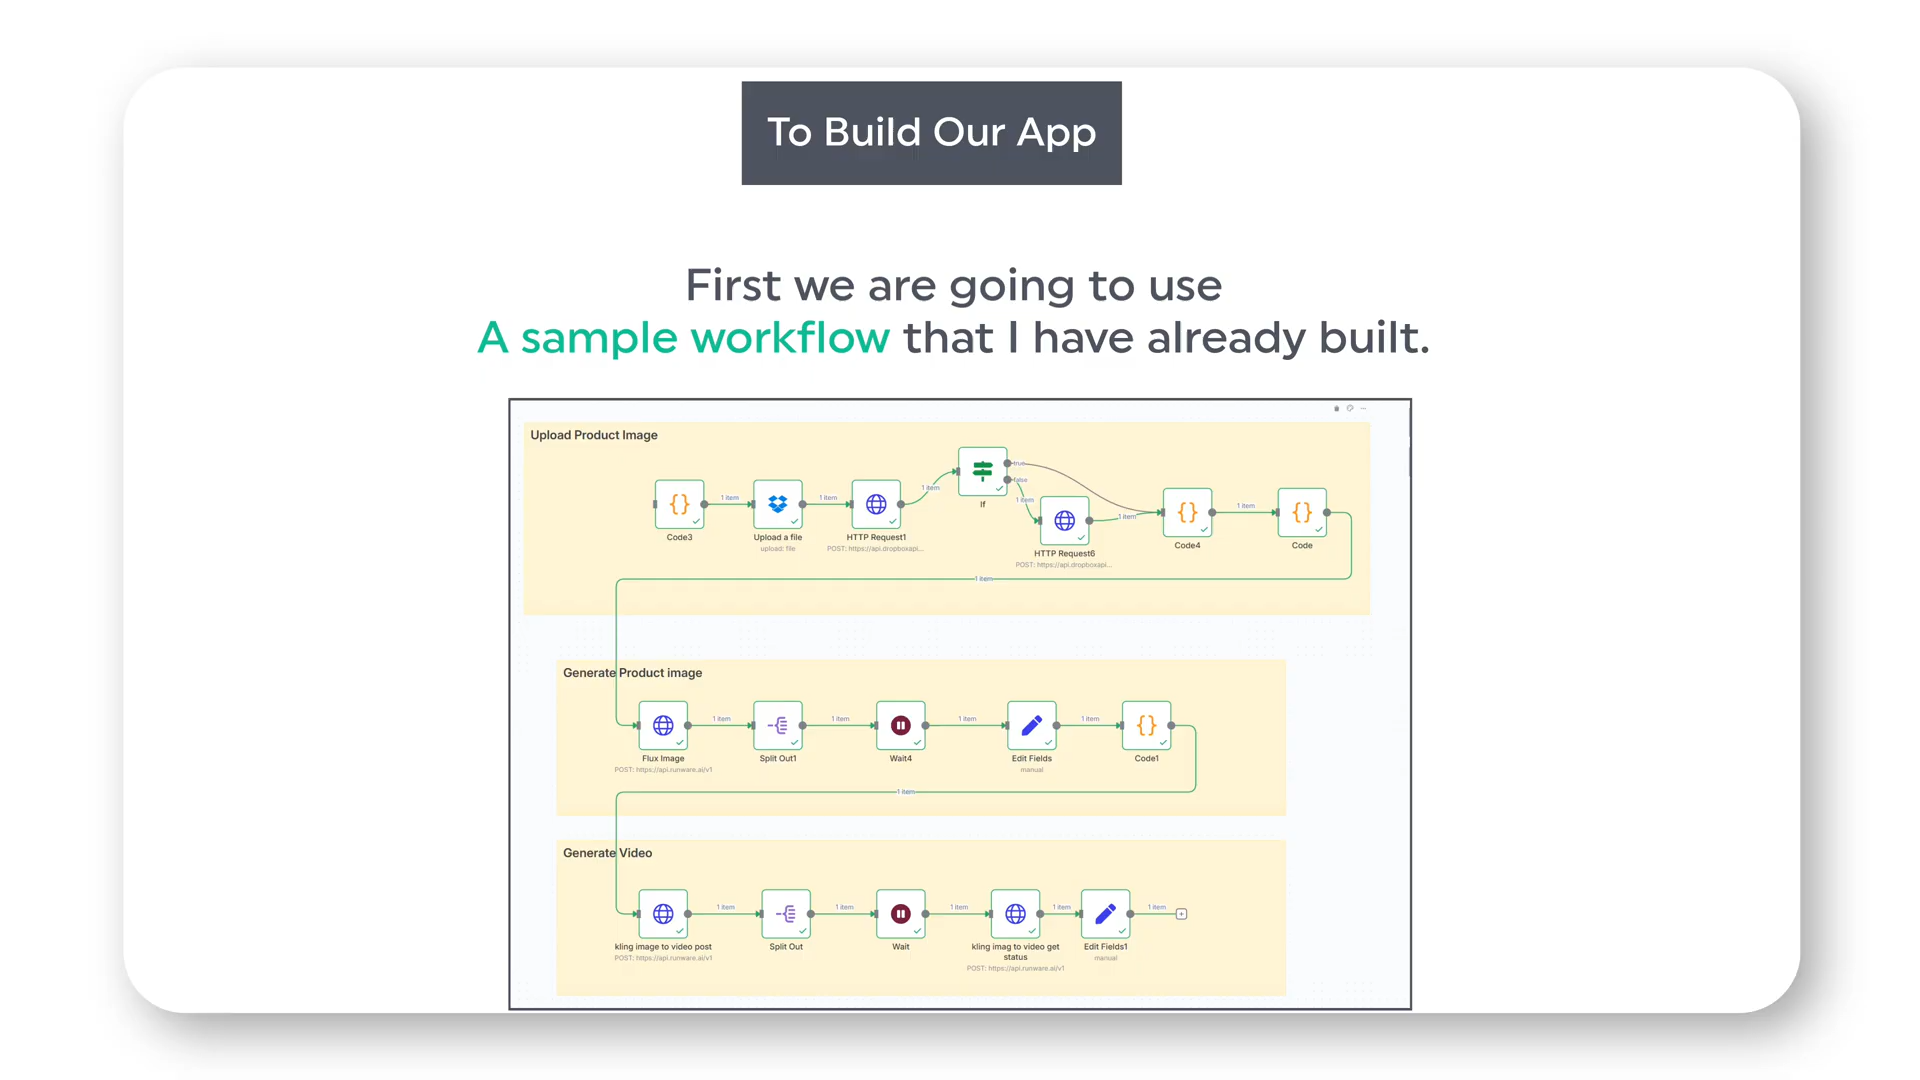 To Build Our App
First we are going to use
A sample workflow that I have already built.
Upload Product Image
true
false
1 item
1 item
1 item
1 item
1 item
1 item
If
Code3
Upload a file
upload: file
HTTP Request1
POST: https://api.dropboxapi...
HTTP Request6
POST: https://api.dropboxapi...
Code4
Code
1 item
Generate Product image
1 item
1 item
1 item
1 item
Flux Image
POST: https://api.runware.ai/v1
Split Out1
Wait4
Edit Fields
manual
Code1
1 item
Generate Video
1 item
1 item
1 item
1 item
1 item
kling image to video post
POST: https://api.runware.ai/v1
Split Out
Wait
kling imag to video get
status
POST: https://api.runware.ai/v1
Edit Fields1
manual